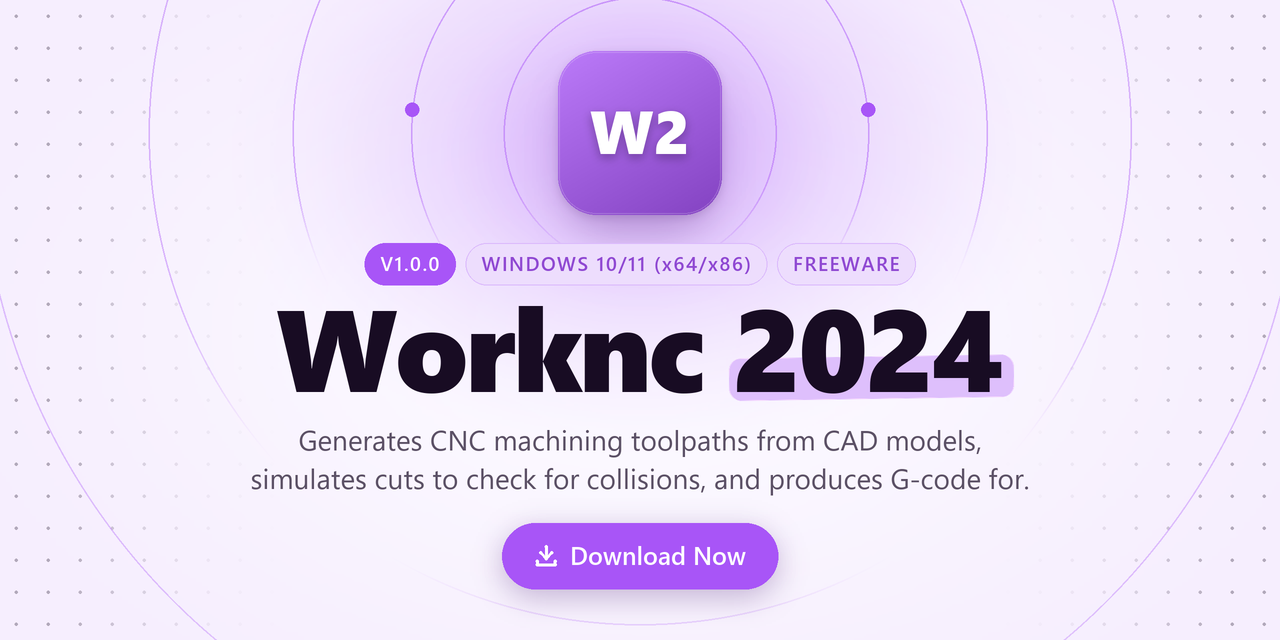 W2
V1.0.0 WINDOWS 10/11 (x64/x86) FREEWARE
Worknc 2024
Generates CNC machining toolpaths from CAD models,
simulates cuts to check for collisions, and produces G-code for.
Download Now